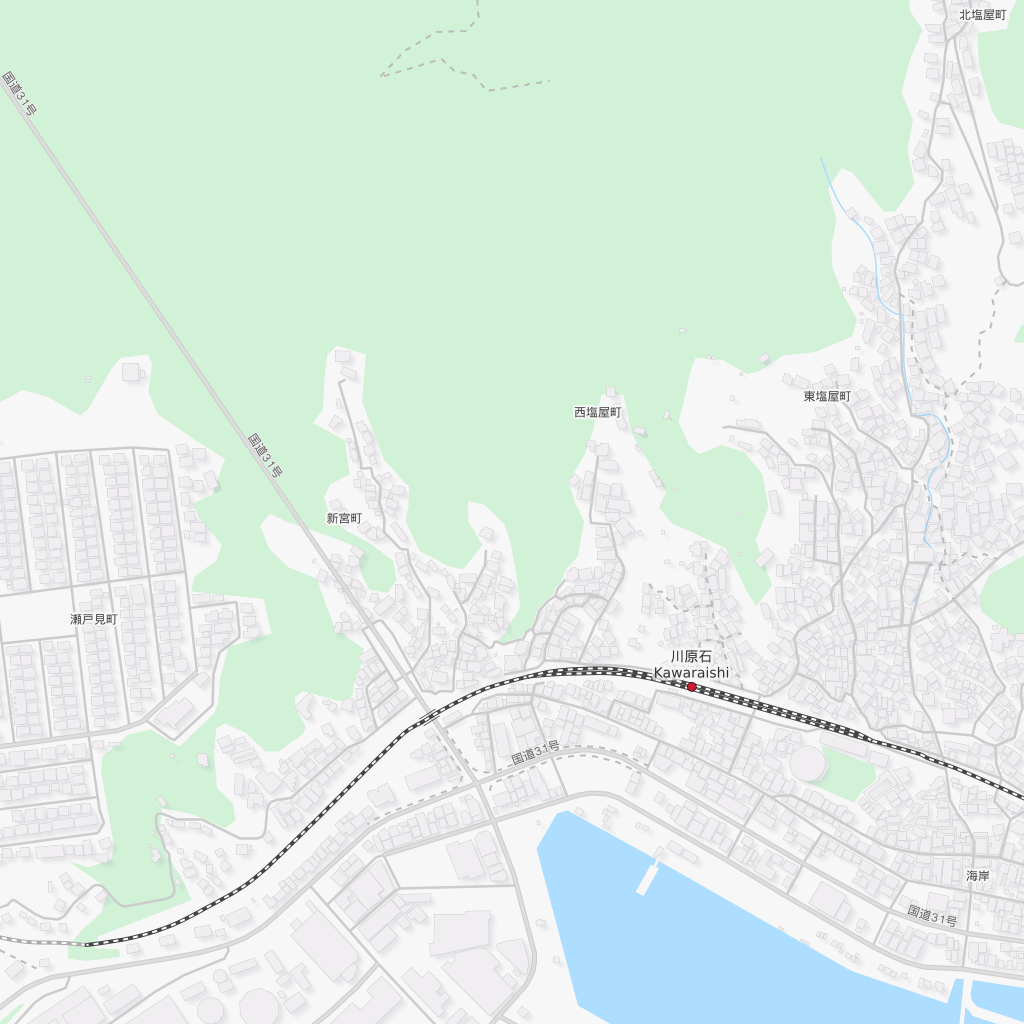 北塩屋町
国道31号
東塩屋町
西塩屋町
国道31号
新宮町
瀬戸見町
川原石
Kawaraishi
国道31号
海岸
国道31号